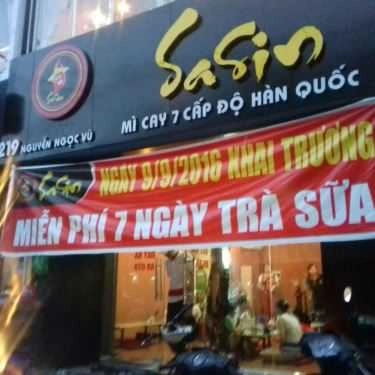 Sasin
MÌ CAY 7 CẤP ĐỘ HÀN QUỐC
219 NGUYỄN NGỌC VŨ
Sasin
NGÀY 9/9/2016 KHAI TRƯƠNG
MIỄN PHÍ 7 NGÀY TRÀ SỮA